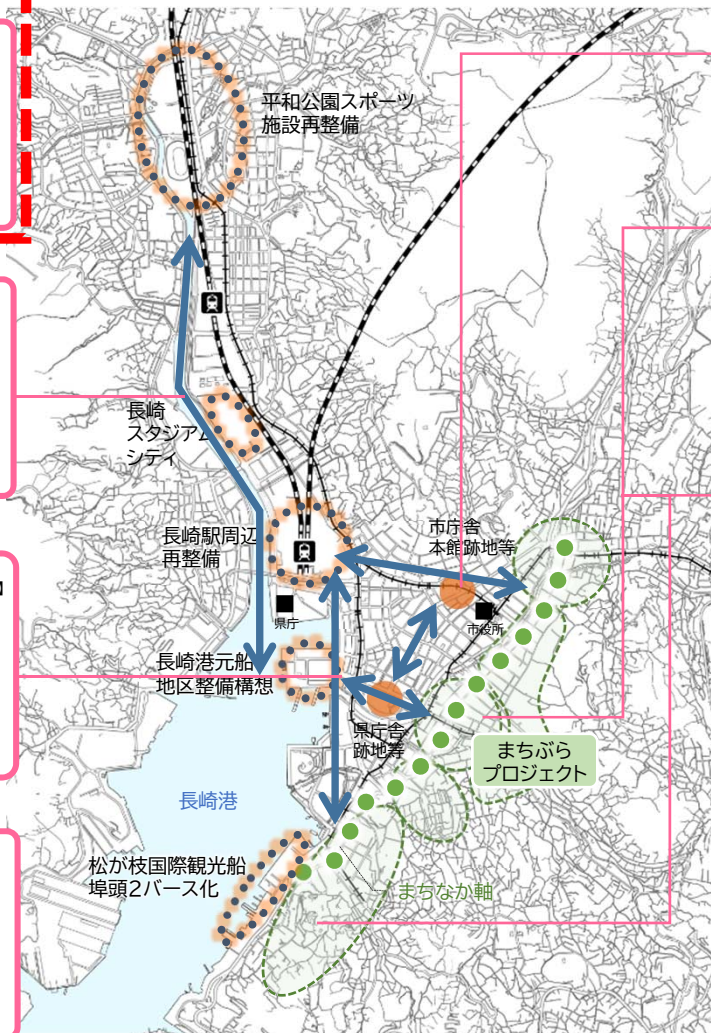 平和公園スポーツ
施設再整備
長崎
スタジアム
シティ
長崎駅周辺
再整備
市庁舎
本館跡地等
県庁
市役所
】
長崎港元船
地区整備構想
県庁舎
跡地等
まちぶら
プロジェクト
長崎港
松が枝国際観光船
埠頭2バース化
まちなか軸